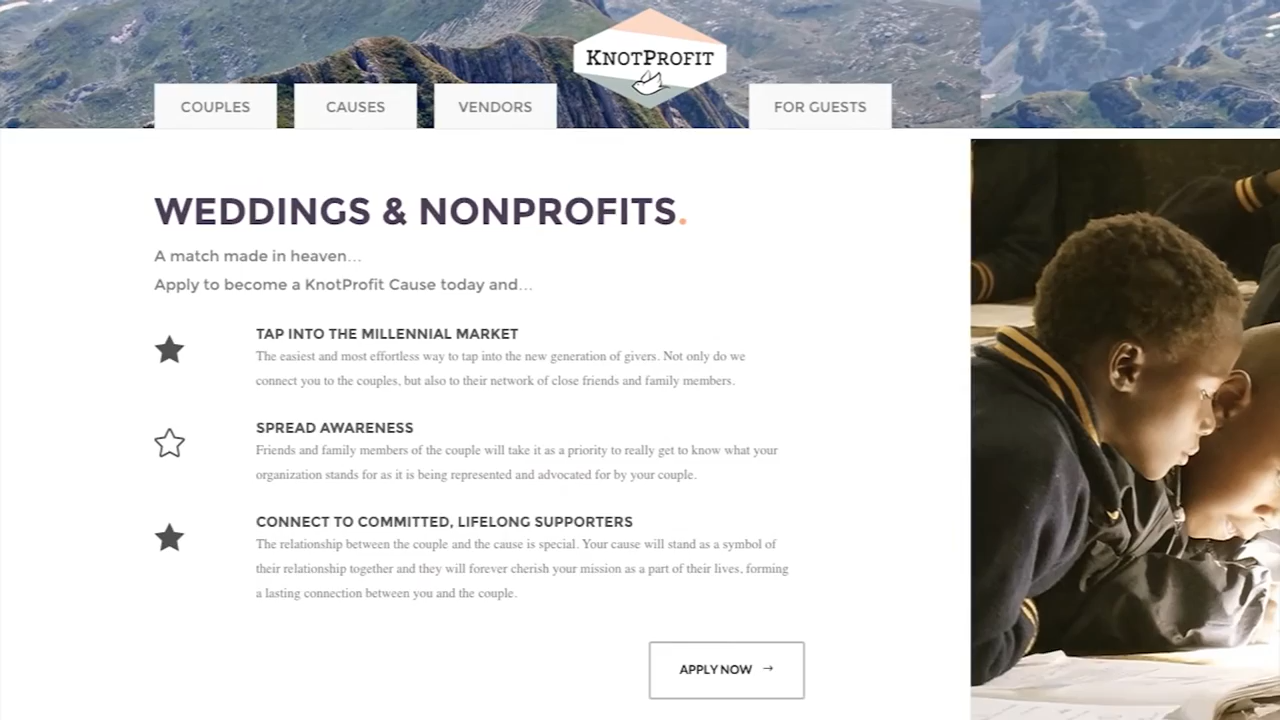 KNOTPROFIT
COUPLES
CAUSES
VENDORS
FOR GUESTS
WEDDINGS & NONPROFITS.
A match made in heaven...
Apply to become a KnotProfit Cause today and...
TAP INTO THE MILLENNIAL MARKET
The easiest and most effortless way to tap into the new generation of givers. Not only do we
connect you to the couples, but also to their network of close friends and family members.
SPREAD AWARENESS
Friends and family members of the couple will take it as a priority to really get to know what your
organization stands for as it is being represented and advocated for by your couple.
CONNECT TO COMMITTED, LIFELONG SUPPORTERS
The relationship between the couple and the cause is special. Your cause will stand as a symbol of
their relationship together and they will forever cherish your mission as a part of their lives, forming
a lasting connection between you and the couple.
APPLY NOW →